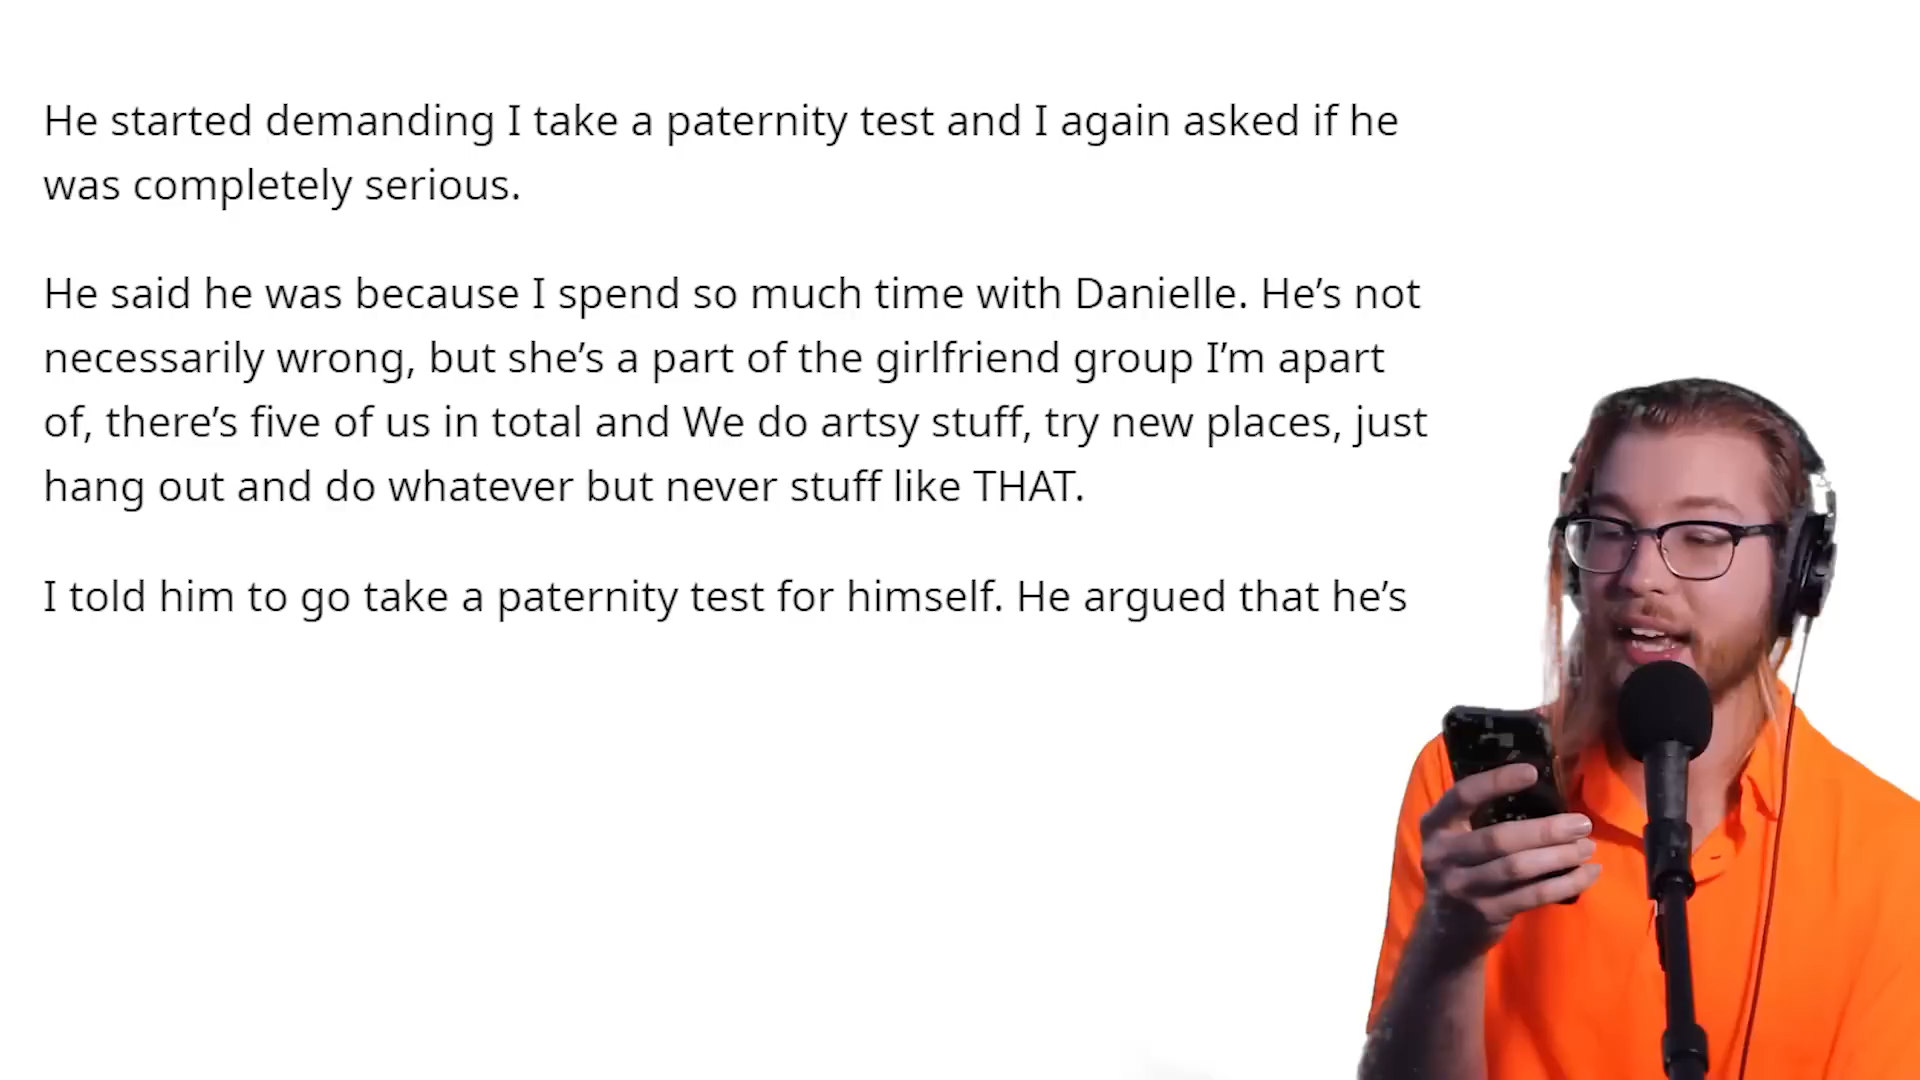 He started demanding I take a paternity test and I again asked if he
was completely serious.
He said he was because I spend so much time with Danielle. He’s not
necessarily wrong, but she’s a part of the girlfriend group I’m apart
of, there’s five of us in total and We do artsy stuff, try new places, just
hang out and do whatever but never stuff like THAT.
I told him to go take a paternity test for himself. He argued that he’s